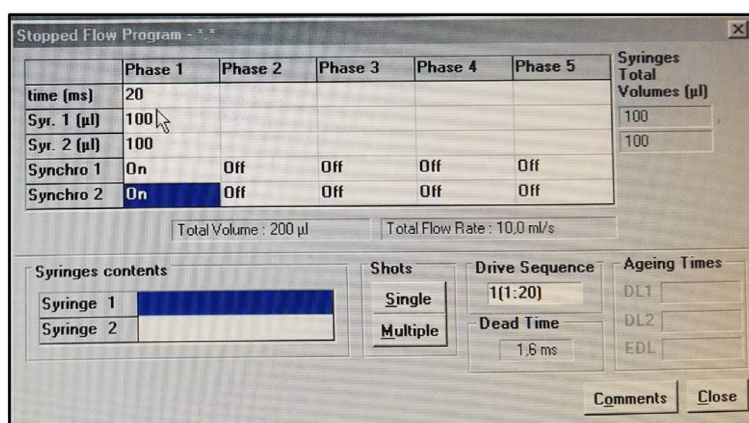 Stopped Flow Program - *.*
Phase 1 Phase 2 Phase 3 Phase 4 Phase 5
Syringes
Total
Volumes (µl)
time (ms) 20
Syr. 1 (µl) 100
100
Syr. 2 (µl) 100
100
Synchro 1 On Off Off Off Off
Synchro 2 On Off Off Off Off
Total Volume : 200 µl
Total Flow Rate : 10,0 ml/s
Syringes contents
Syringe 1
Syringe 2
Shots
Single
Multiple
Drive Sequence
1(1:20)
Dead Time
1,6 ms
Ageing Times
DL1
DL2
EDL
Comments
Close